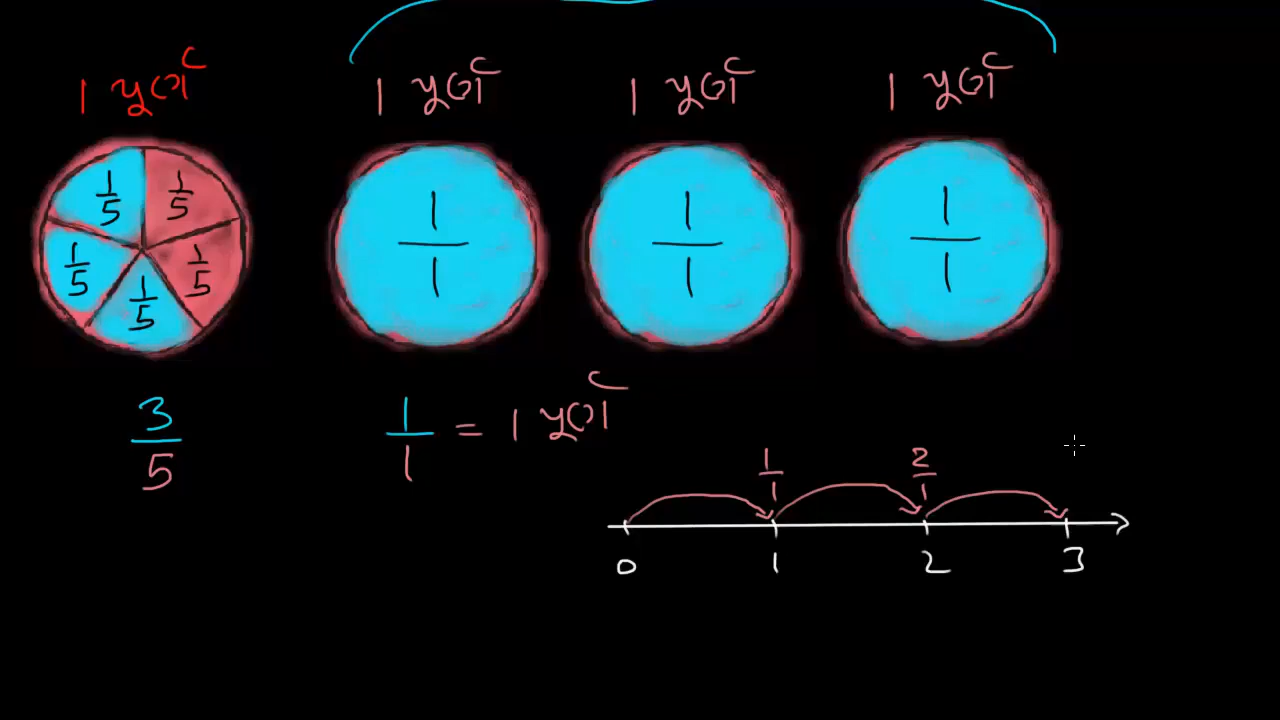 1 પૂર્ણ 1 પૂર્ણ 1 પૂર્ણ 1 પૂર્ણ
1/5 1/5 1/5 1/5 1/5
1/1 1/1 1/1
3/5
1/1 = 1 પૂર્ણ
1/1 2/1
0 1 2 3